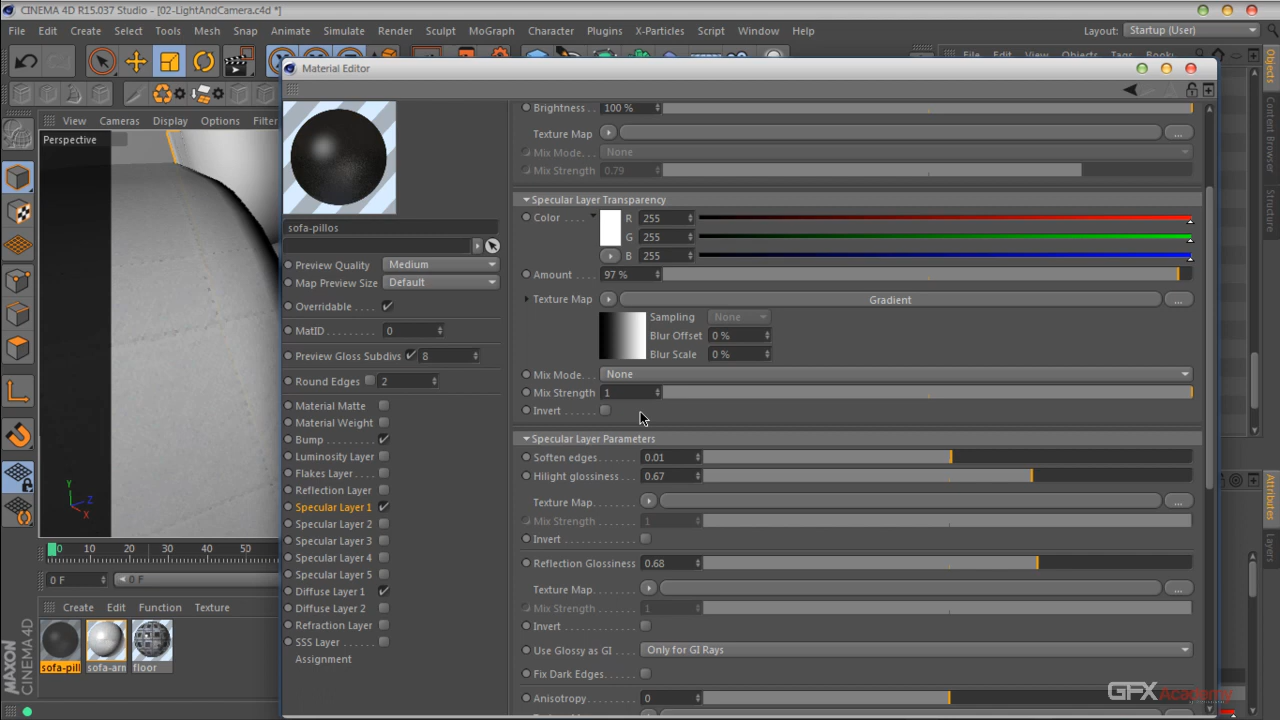 CINEMA 4D R15.037 Studio - [02-LightAndCamera.c4d *]
File Edit Create Select Tools Mesh Snap Animate Simulate Render Sculpt MoGraph Character Plugins X-Particles Script Window Help Layout: Startup (User)
File Edit View Objects Tags Book
Material Editor
View Cameras Display Options Filter
Perspective
Brightness . . 100 %
Texture Map ...
Mix Mode. . . None
Mix Strength 0.79
Specular Layer Transparency
Color . . . . R 255
G 255
B 255
Amount . . . . 97 %
Texture Map Gradient ...
Sampling None
Blur Offset 0 %
Blur Scale 0 %
Mix Mode. . . None
Mix Strength 1
Invert . . . . . .
Specular Layer Parameters
Soften edges. . . . . . . 0.01
Hilight glossiness . . . 0.67
Texture Map. . . . ...
Mix Strength . . . . 1
Invert . . . . . . . . .
Reflection Glossiness 0.68
Texture Map. . . . ...
Mix Strength . . . . 1
Invert . . . . . . . . .
Use Glossy as GI . . . . Only for GI Rays
Fix Dark Edges. . . . .
Anisotropy . . . . . . . . 0
sofa-pillos
Preview Quality Medium
Map Preview Size Default
Overridable . . . .
MatID . . . . . . . . . 0
Preview Gloss Subdivs 8
Round Edges 2
Material Matte
Material Weight
Bump . . . . . . . . .
Luminosity Layer
Flakes Layer . . .
Reflection Layer
Specular Layer 1
Specular Layer 2
Specular Layer 3
Specular Layer 4
Specular Layer 5
Diffuse Layer 1
Diffuse Layer 2
Refraction Layer
SSS Layer . . . .
Assignment
Y
Z
X
0 10 20 30 40 50
0 F 0 F
Create Edit Function Texture
sofa-pill sofa-arn floor
MAXON
CINEMA 4D
Objects
Content Browser
Structure
Attributes
Layers
GFX Academy